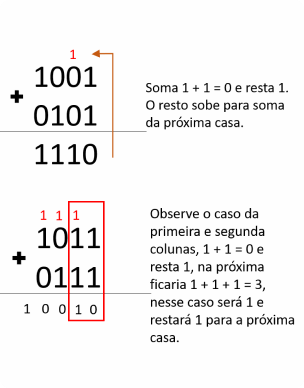 1
1001
+
0101
1110
Soma 1 + 1 = 0 e resta 1.
O resto sobe para soma
da próxima casa.
1 1 1
1011
+
0111
1 0 0 1 0
Observe o caso da
primeira e segunda
colunas, 1 + 1 = 0 e
resta 1, na próxima
ficaria 1 + 1 + 1 = 3,
nesse caso será 1 e
restará 1 para a próxima
casa.